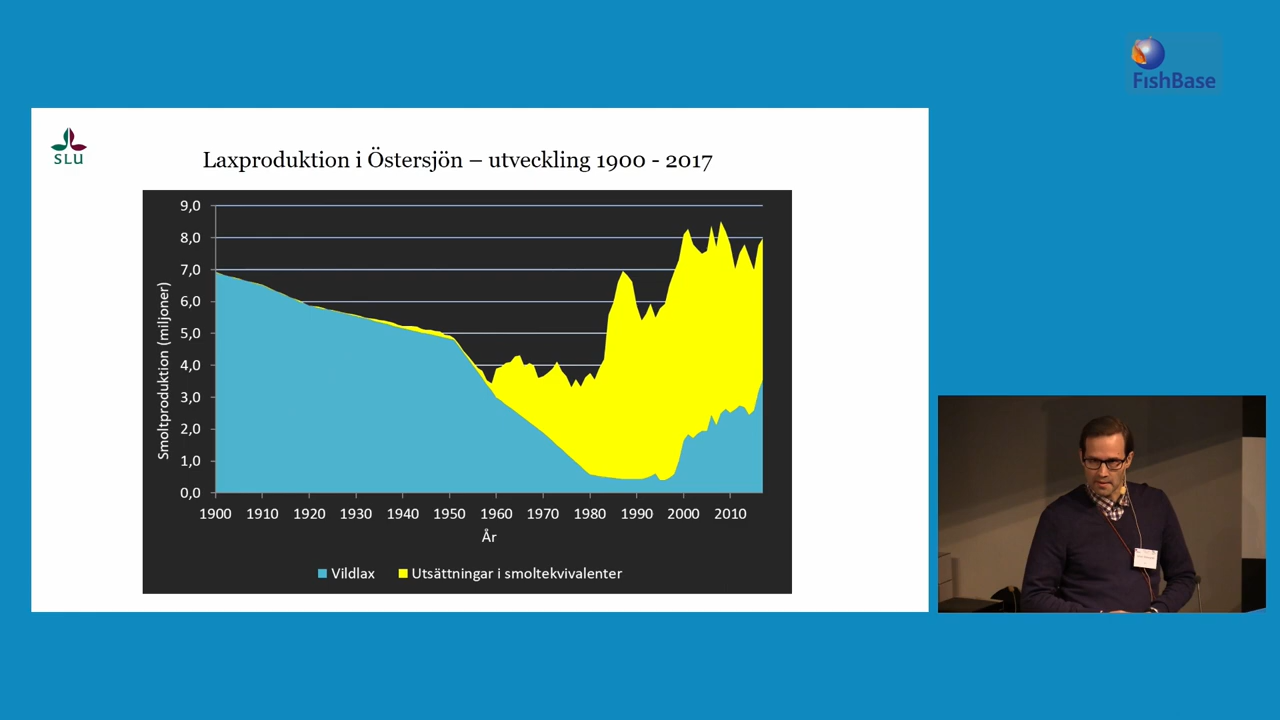 FishBase
SLU
Laxproduktion i Östersjön – utveckling 1900 - 2017
9,0
8,0
7,0
6,0
5,0
4,0
3,0
2,0
1,0
0,0
Smoltproduktion (miljoner)
1900 1910 1920 1930 1940 1950 1960 1970 1980 1990 2000 2010
År
Vildlax Utsättningar i smoltekvivalenter